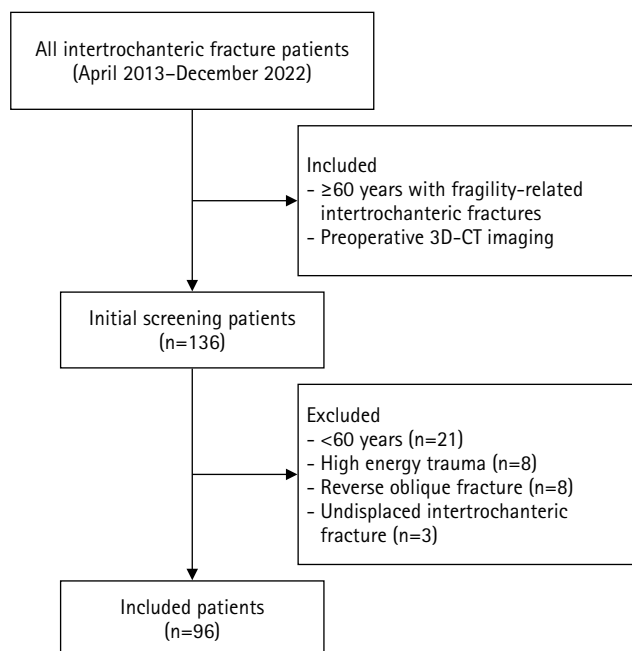 All intertrochanteric fracture patients
(April 2013–December 2022)
Included
- ≥60 years with fragility-related
intertrochanteric fractures
- Preoperative 3D-CT imaging
Initial screening patients
(n=136)
Excluded
- <60 years (n=21)
- High energy trauma (n=8)
- Reverse oblique fracture (n=8)
- Undisplaced intertrochanteric
fracture (n=3)
Included patients
(n=96)